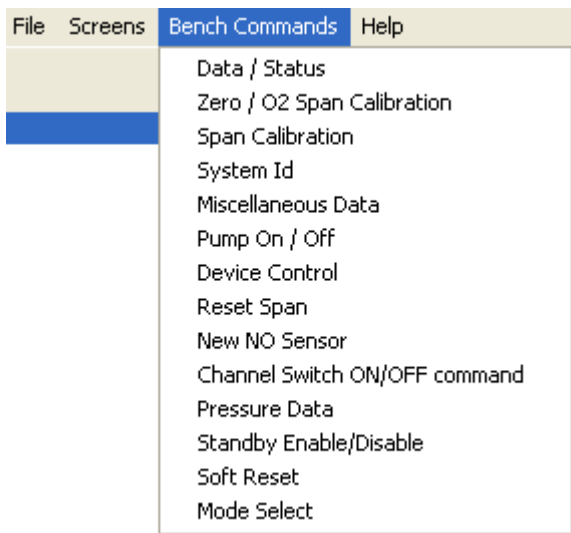 File Screens Bench Commands Help
Data / Status
Zero / O2 Span Calibration
Span Calibration
System Id
Miscellaneous Data
Pump On / Off
Device Control
Reset Span
New NO Sensor
Channel Switch ON/OFF command
Pressure Data
Standby Enable/Disable
Soft Reset
Mode Select